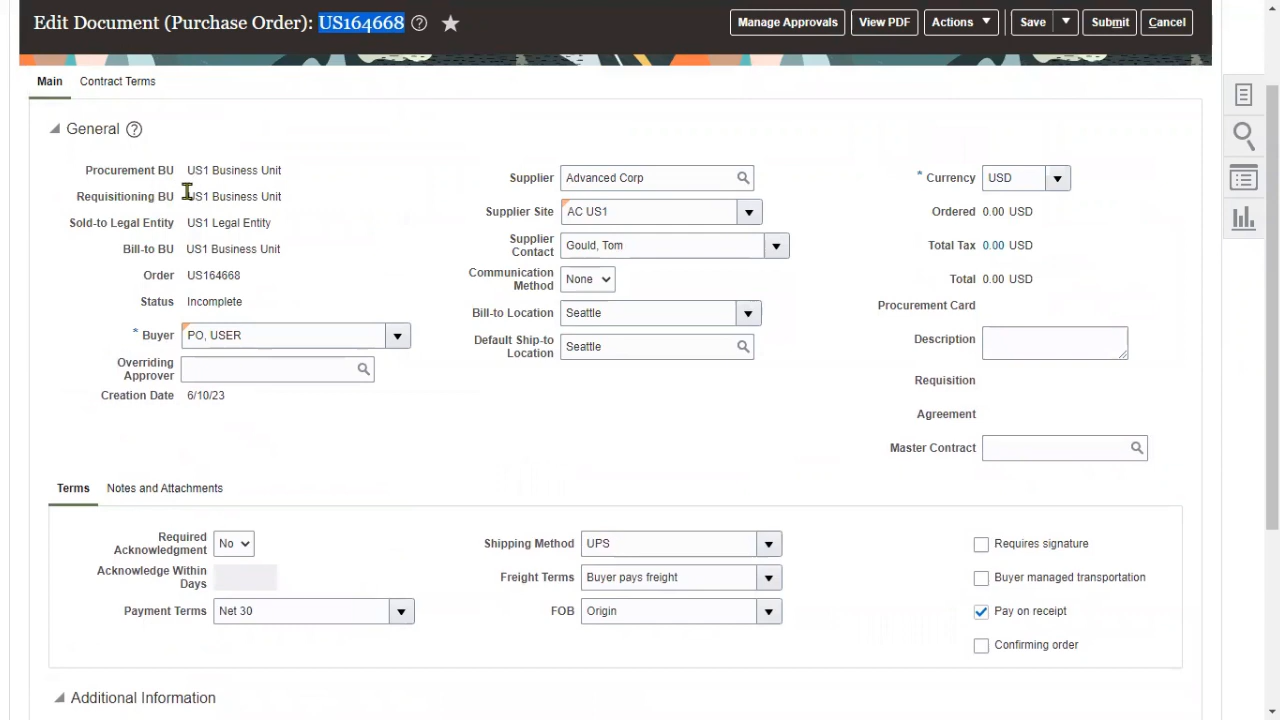 Edit Document (Purchase Order): US164668
Manage Approvals
View PDF
Actions
Save
Submit
Cancel
Main
Contract Terms
General
Procurement BU US1 Business Unit
Requisitioning BU US1 Business Unit
Sold-to Legal Entity US1 Legal Entity
Bill-to BU US1 Business Unit
Order US164668
Status Incomplete
* Buyer PO, USER
Overriding
Approver
Creation Date 6/10/23
Supplier Advanced Corp
Supplier Site AC US1
Supplier
Contact Gould, Tom
Communication
Method None
Bill-to Location Seattle
Default Ship-to
Location Seattle
* Currency USD
Ordered 0.00 USD
Total Tax 0.00 USD
Total 0.00 USD
Procurement Card
Description
Requisition
Agreement
Master Contract
Terms
Notes and Attachments
Required
Acknowledgment No
Acknowledge Within
Days
Payment Terms Net 30
Shipping Method UPS
Freight Terms Buyer pays freight
FOB Origin
Requires signature
Buyer managed transportation
Pay on receipt
Confirming order
Additional Information